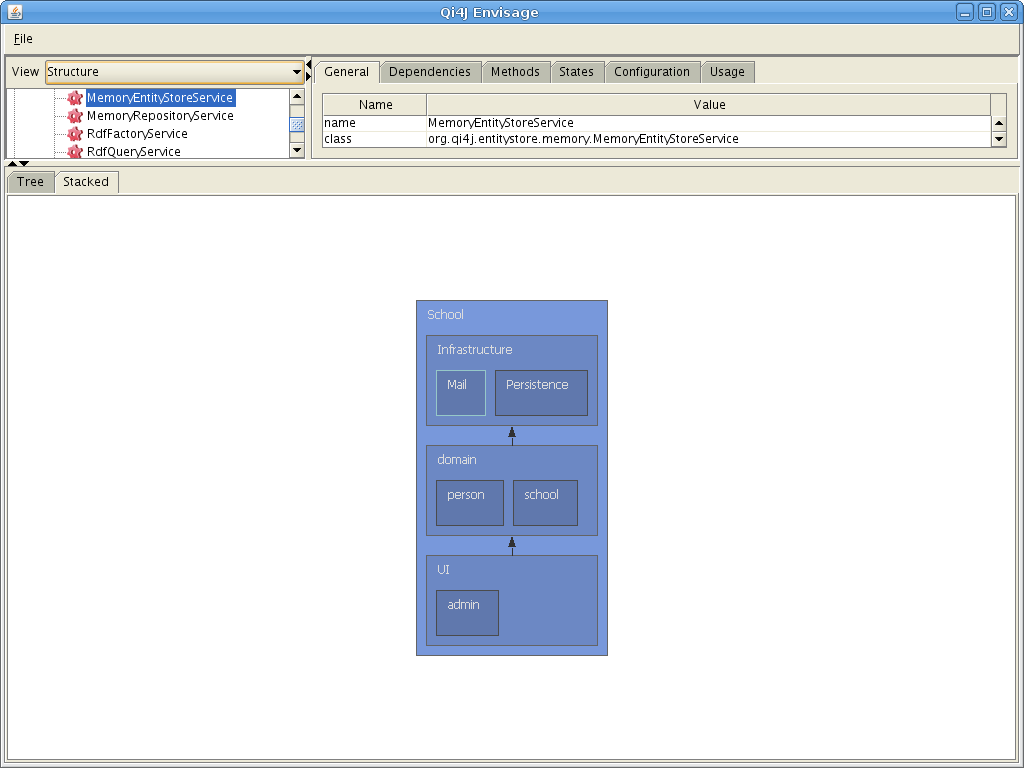 Qi4J Envisage
File
View Structure
MemoryEntityStoreService
MemoryRepositoryService
RdfFactoryService
RdfQueryService
General Dependencies Methods States Configuration Usage
Name Value
name MemoryEntityStoreService
class org.qi4j.entitystore.memory.MemoryEntityStoreService
Tree Stacked
School
Infrastructure
Mail Persistence
domain
person school
UI
admin